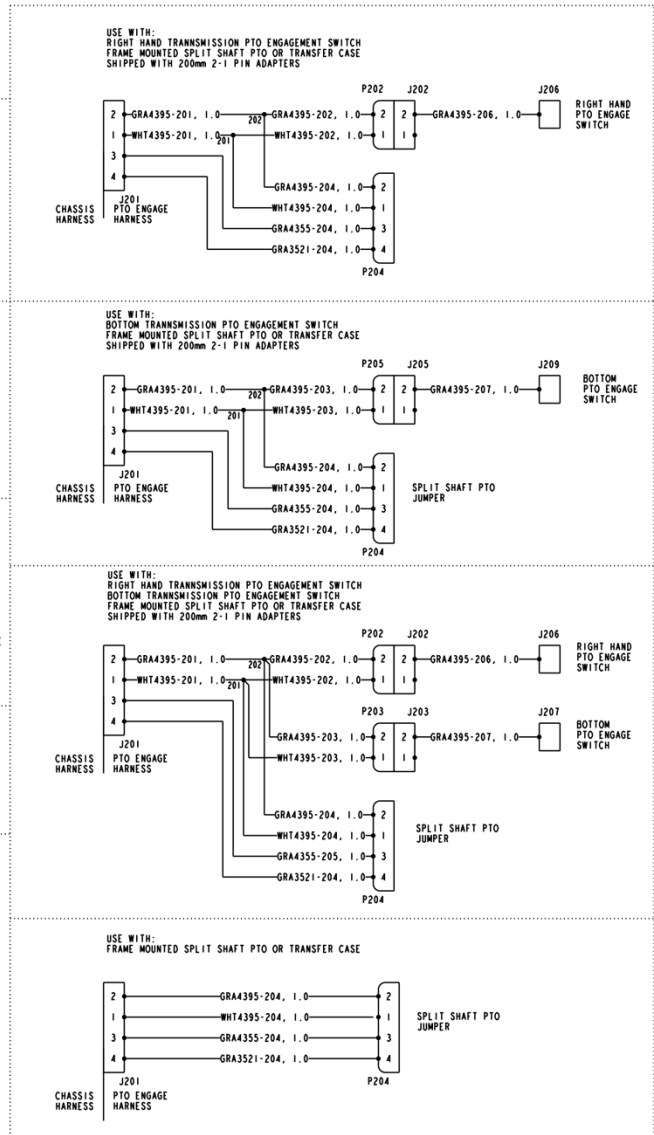 USE WITH:
RIGHT HAND TRANNSMISSION PTO ENGAGEMENT SWITCH
FRAME MOUNTED SPLIT SHAFT PTO OR TRANSFER CASE
SHIPPED WITH 200mm 2-1 PIN ADAPTERS
P202 J202 J206
2 GRA4395-201, 1.0 202 GRA4395-202, 1.0 2 2 GRA4395-206, 1.0
1 WHT4395-201, 1.0 201 WHT4395-202, 1.0 1 1
RIGHT HAND
PTO ENGAGE
SWITCH
3
4
GRA4395-204, 1.0 2
WHT4395-204, 1.0 1
GRA4355-204, 1.0 3
GRA3521-204, 1.0 4
J201
CHASSIS HARNESS
PTO ENGAGE HARNESS
P204
USE WITH:
BOTTOM TRANNSMISSION PTO ENGAGEMENT SWITCH
FRAME MOUNTED SPLIT SHAFT PTO OR TRANSFER CASE
SHIPPED WITH 200mm 2-1 PIN ADAPTERS
P205 J205 J209
2 GRA4395-201, 1.0 202 GRA4395-203, 1.0 2 2 GRA4395-207, 1.0
1 WHT4395-201, 1.0 201 WHT4395-203, 1.0 1 1
BOTTOM
PTO ENGAGE
SWITCH
3
4
GRA4395-204, 1.0 2
WHT4395-204, 1.0 1
GRA4355-204, 1.0 3
GRA3521-204, 1.0 4
SPLIT SHAFT PTO
JUMPER
J201
CHASSIS HARNESS
PTO ENGAGE HARNESS
P204
USE WITH:
RIGHT HAND TRANNSMISSION PTO ENGAGEMENT SWITCH
BOTTOM TRANNSMISSION PTO ENGAGEMENT SWITCH
FRAME MOUNTED SPLIT SHAFT PTO OR TRANSFER CASE
SHIPPED WITH 200mm 2-1 PIN ADAPTERS
P202 J202 J206
2 GRA4395-201, 1.0 202 GRA4395-202, 1.0 2 2 GRA4395-206, 1.0
1 WHT4395-201, 1.0 201 WHT4395-202, 1.0 1 1
RIGHT HAND
PTO ENGAGE
SWITCH
3
4
P203 J203 J207
GRA4395-203, 1.0 2 2 GRA4395-207, 1.0
WHT4395-203, 1.0 1 1
BOTTOM
PTO ENGAGE
SWITCH
J201
CHASSIS HARNESS
PTO ENGAGE HARNESS
GRA4395-204, 1.0 2
WHT4395-204, 1.0 1
GRA4355-205, 1.0 3
GRA3521-204, 1.0 4
SPLIT SHAFT PTO
JUMPER
P204
USE WITH:
FRAME MOUNTED SPLIT SHAFT PTO OR TRANSFER CASE
2 GRA4395-204, 1.0 2
1 WHT4395-204, 1.0 1
3 GRA4355-204, 1.0 3
4 GRA3521-204, 1.0 4
SPLIT SHAFT PTO
JUMPER
J201 P204
CHASSIS HARNESS
PTO ENGAGE HARNESS